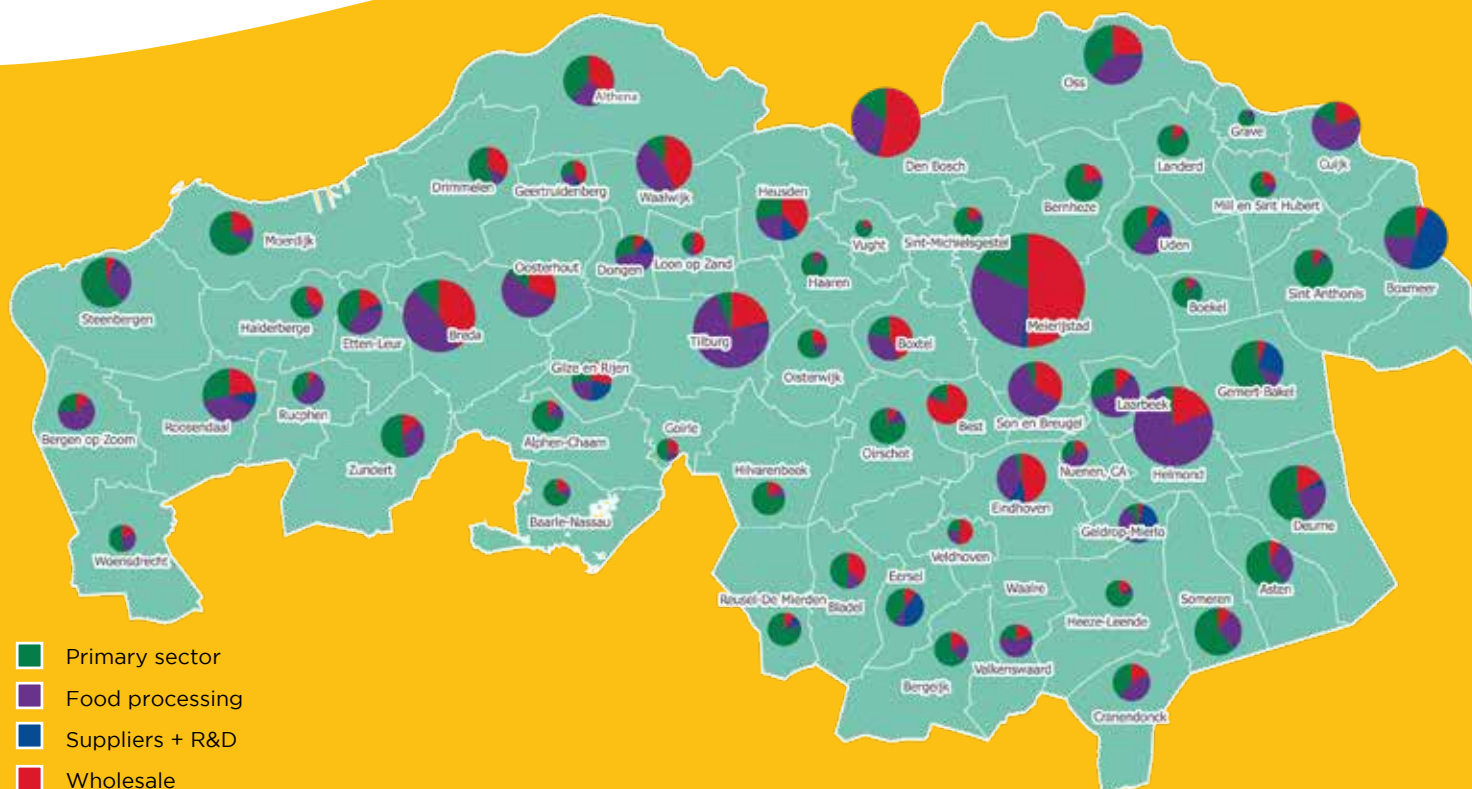 Althena
Oss
Grave
Cuijk
Den Bosch
Landerd
Drimmelen
Geertruidenberg
Waalwijk
Heusden
Bernheze
Mill en Sint Hubert
Moerdijk
Vught
Sint-Michielsgestel
Uden
Dongen
Loon op Zand
Oosterhout
Haaren
Sint Anthonis
Boxmeer
Steenbergen
Boekel
Halderberge
Etten-Leur
Breda
Tilburg
Boxtel
Meierijstad
Gilze en Rijen
Oisterwijk
Gemert-Bakel
Laarbeek
Rucphen
Roosendaal
Bergen op Zoom
Alphen-Chaam
Goirle
Best
Son en Breugel
Oirschot
Zundert
Hilvarenbeek
Nuenen, CA
Helmond
Eindhoven
Baarle-Nassau
Deurne
Geldrop-Mierlo
Woensdrecht
Veldhoven
Eersel
Waalre
Asten
Reusel-De Mierden
Bladel
Someren
Heeze-Leende
Valkenswaard
Bergeijk
Cranendonck
Primary sector
Food processing
Suppliers + R&D
Wholesale